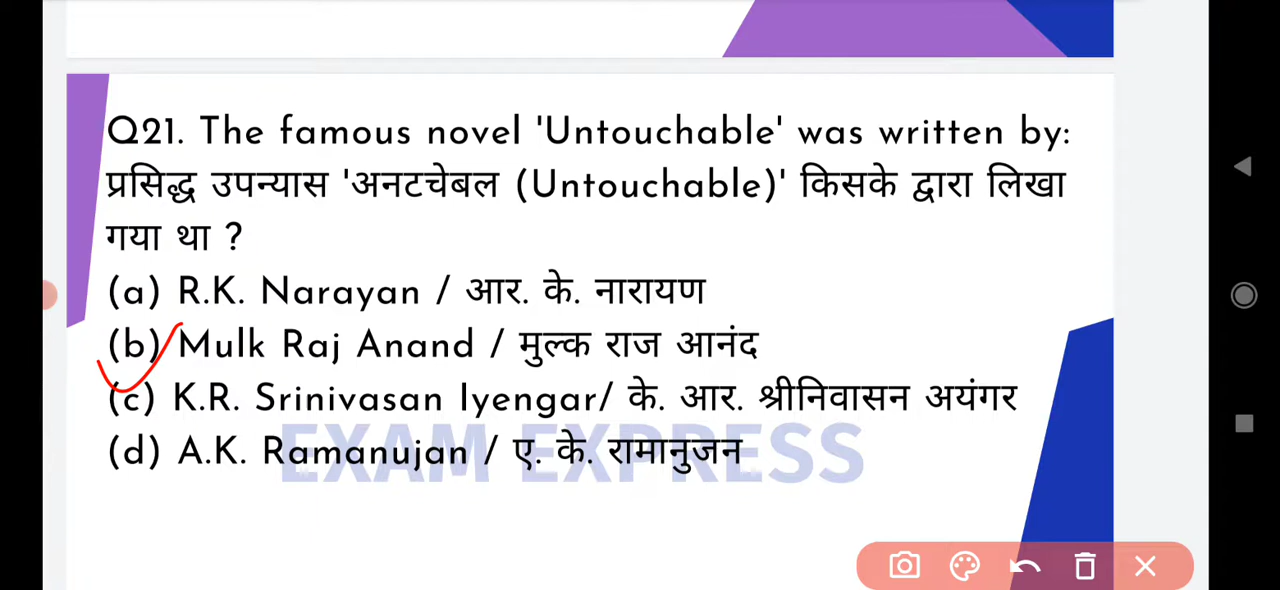 Q21. The famous novel 'Untouchable' was written by:
प्रसिद्ध उपन्यास 'अनटचेबल (Untouchable)' किसके द्वारा लिखा
गया था ?
(a) R.K. Narayan / आर. के. नारायण
(b) Mulk Raj Anand / मुल्क राज आनंद
(c) K.R. Srinivasan Iyengar/ के. आर. श्रीनिवासन अयंगर
(d) A.K. Ramanujan / ए. के. रामानुजन
EXAM EXPRESS